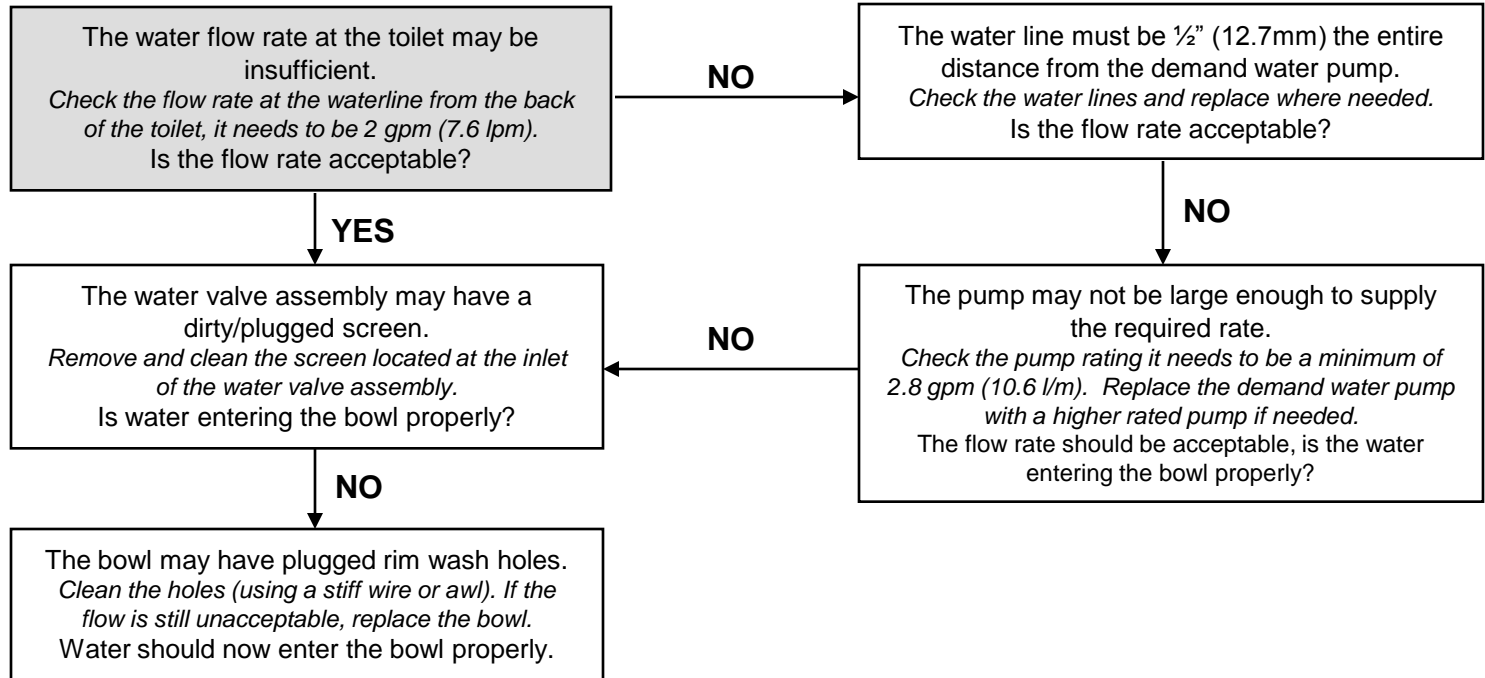 The water flow rate at the toilet may be
insufficient.
Check the flow rate at the waterline from the back
of the toilet, it needs to be 2 gpm (7.6 lpm).
Is the flow rate acceptable?
NO
The water line must be ½” (12.7mm) the entire
distance from the demand water pump.
Check the water lines and replace where needed.
Is the flow rate acceptable?
YES
NO
The water valve assembly may have a
dirty/plugged screen.
Remove and clean the screen located at the inlet
of the water valve assembly.
Is water entering the bowl properly?
NO
The pump may not be large enough to supply
the required rate.
Check the pump rating it needs to be a minimum of
2.8 gpm (10.6 l/m).  Replace the demand water pump
with a higher rated pump if needed.
The flow rate should be acceptable, is the water
entering the bowl properly?
NO
The bowl may have plugged rim wash holes.
Clean the holes (using a stiff wire or awl). If the
flow is still unacceptable, replace the bowl.
Water should now enter the bowl properly.